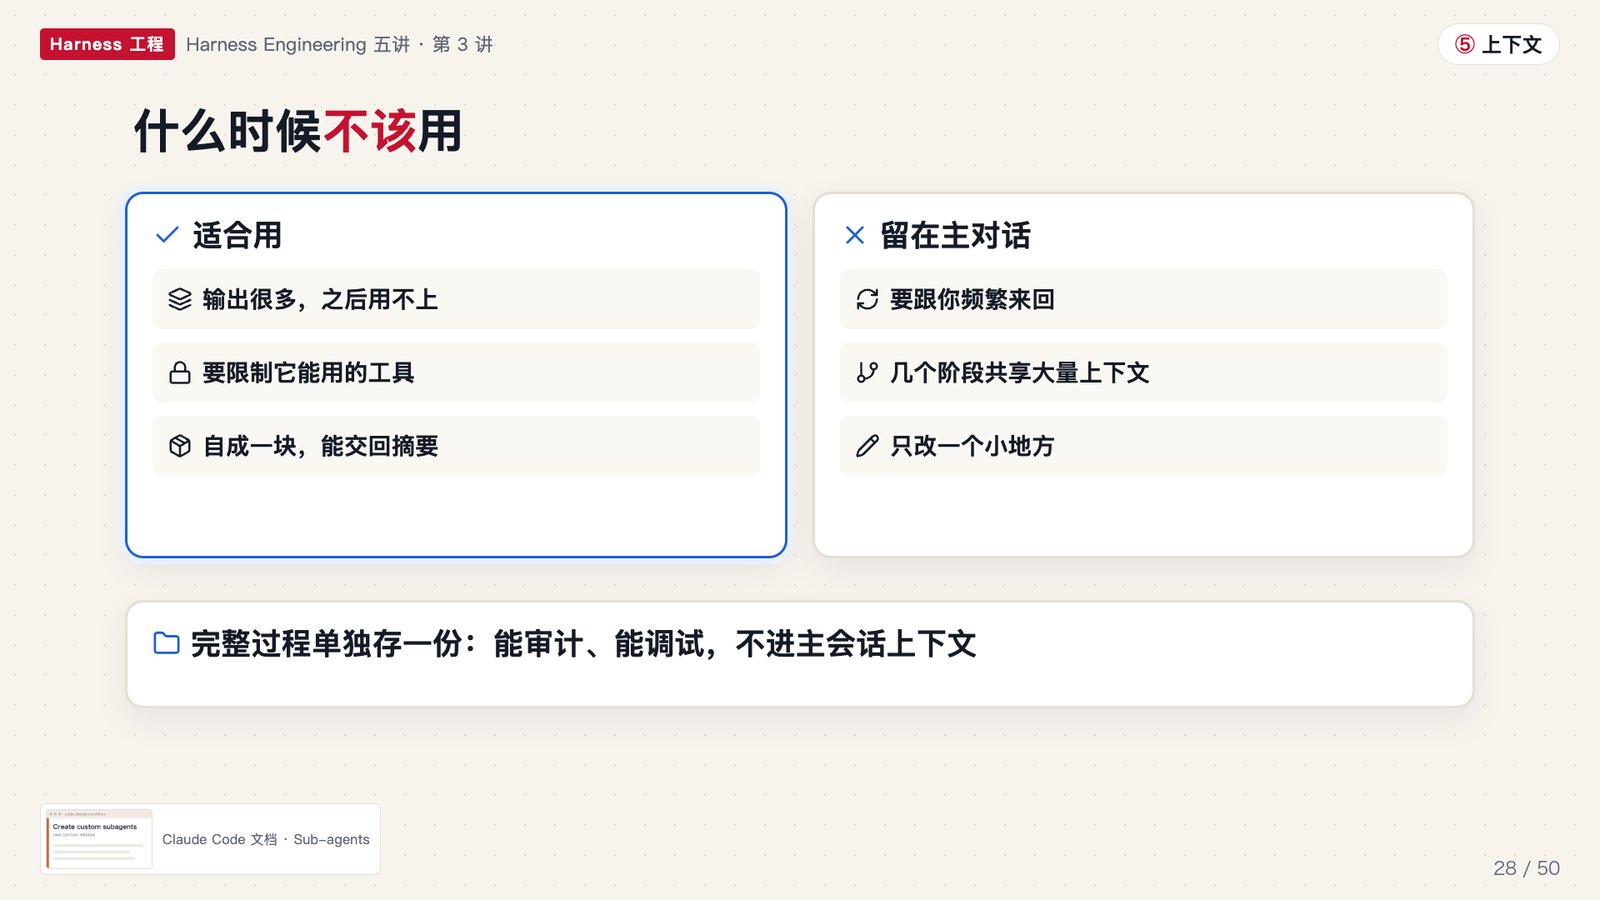 Harness 工程
Harness Engineering 五讲 · 第 3 讲
⑤ 上下文
什么时候不该用
适合用
输出很多，之后用不上
要限制它能用的工具
自成一块，能交回摘要
留在主对话
要跟你频繁来回
几个阶段共享大量上下文
只改一个小地方
完整过程单独存一份：能审计、能调试，不进主会话上下文
Create custom subagents
Claude Code 文档 · Sub-agents
28 / 50